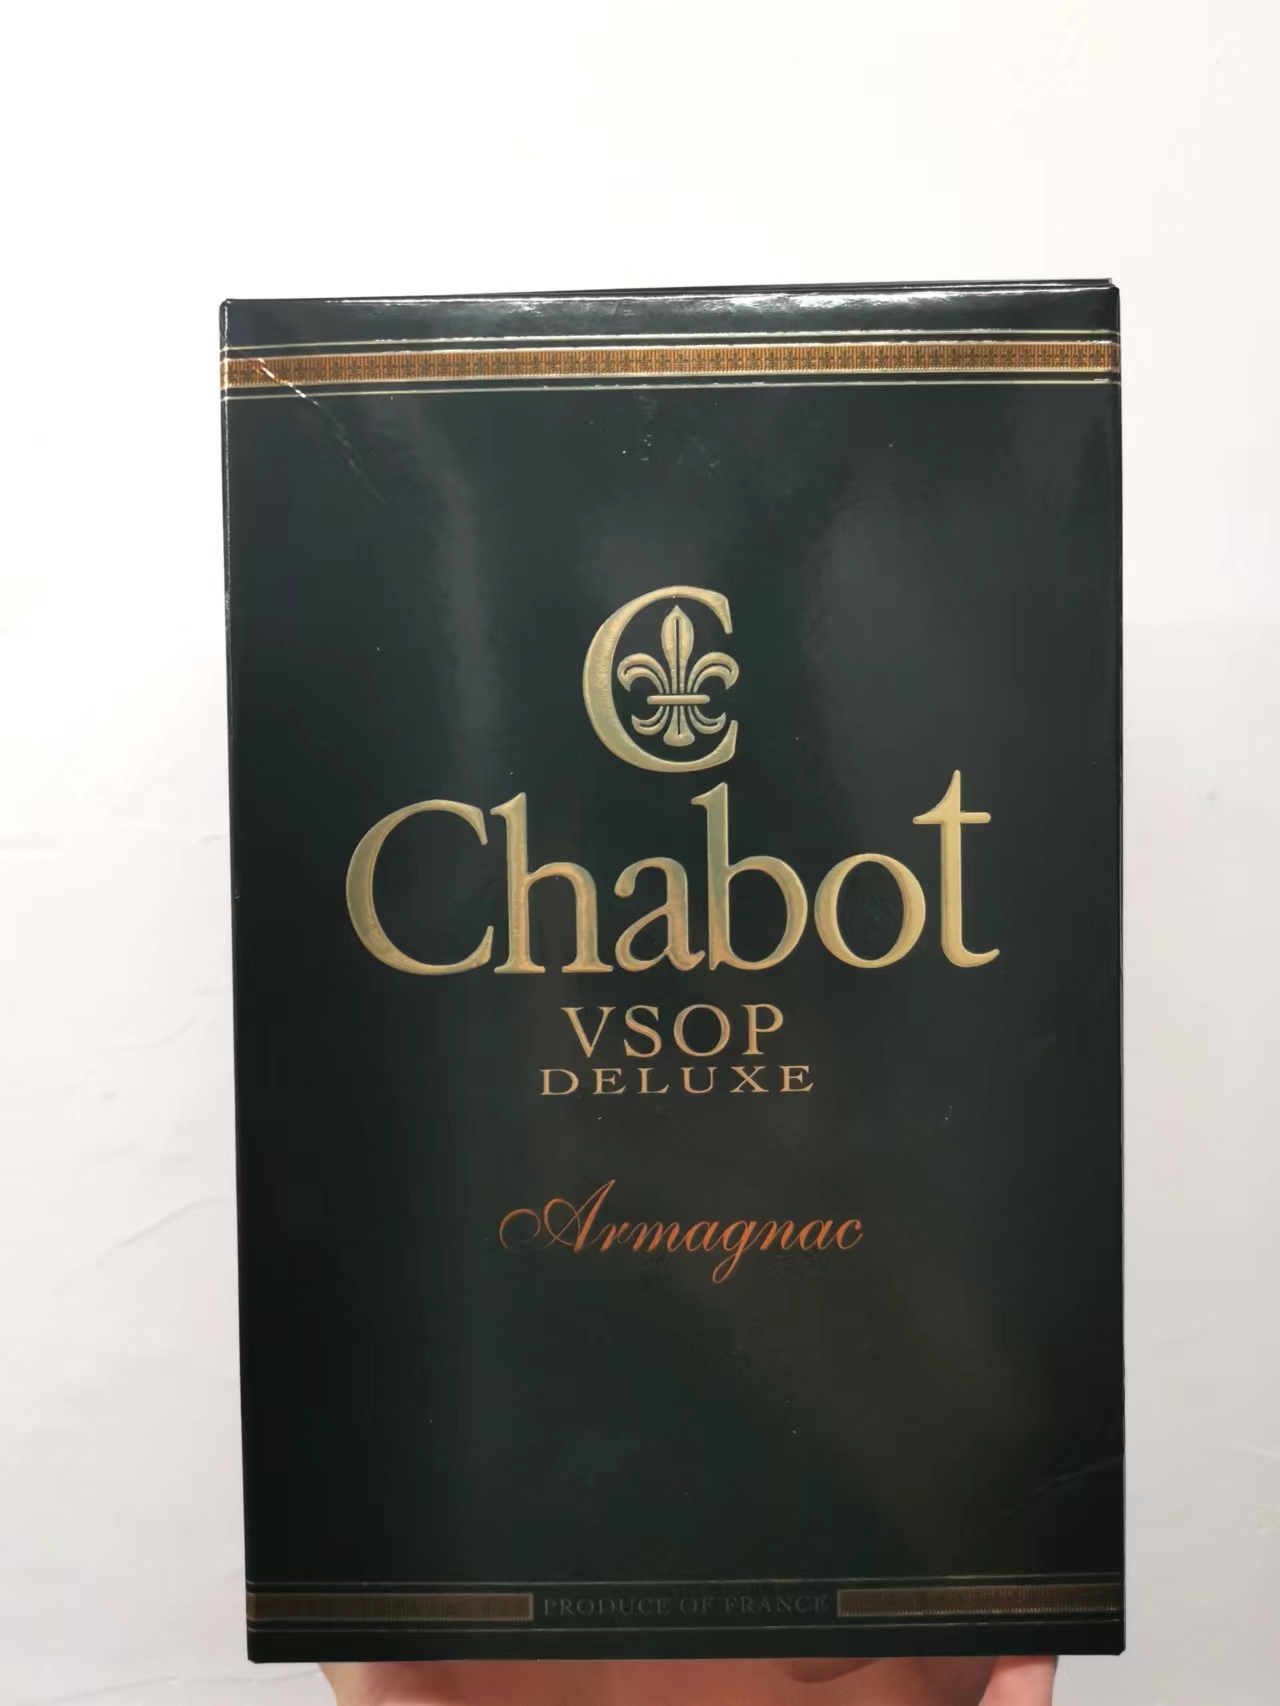 C
Chabot
VSOP
DELUXE
Armagnac
PRODUCE OF FRANCE